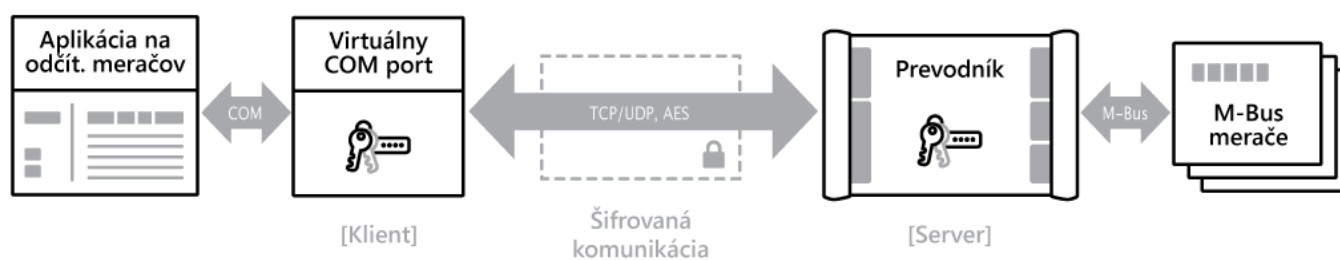 Aplikácia na
odčít. meračov
COM
Virtuálny
COM port
[Klient]
TCP/UDP, AES
Šifrovaná
komunikácia
Prevodník
[Server]
M-Bus
M-Bus
merače